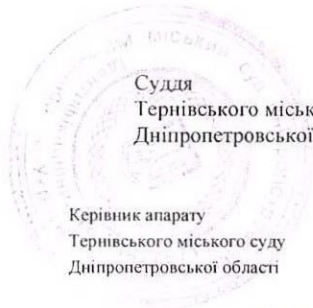 Суддя
Тернівського міськ
Дніпропетровської
Керівник апарату
Тернівського міського суду
Дніпропетровської області